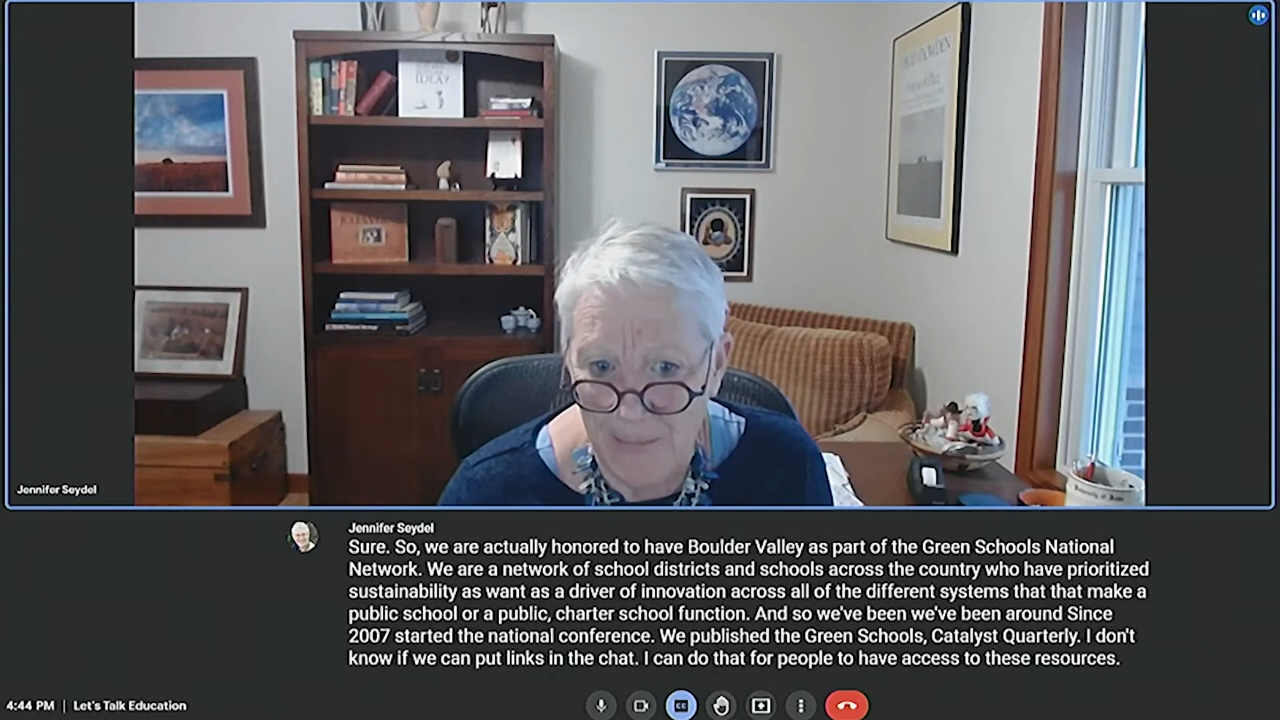 IDEA?
Jennifer Seydel
Jennifer Seydel
Sure. So, we are actually honored to have Boulder Valley as part of the Green Schools National
Network. We are a network of school districts and schools across the country who have prioritized
sustainability as want as a driver of innovation across all of the different systems that that make a
public school or a public, charter school function. And so we've been we've been around Since
2007 started the national conference. We published the Green Schools, Catalyst Quarterly. I don't
know if we can put links in the chat. I can do that for people to have access to these resources.
4:44 PM | Let's Talk Education